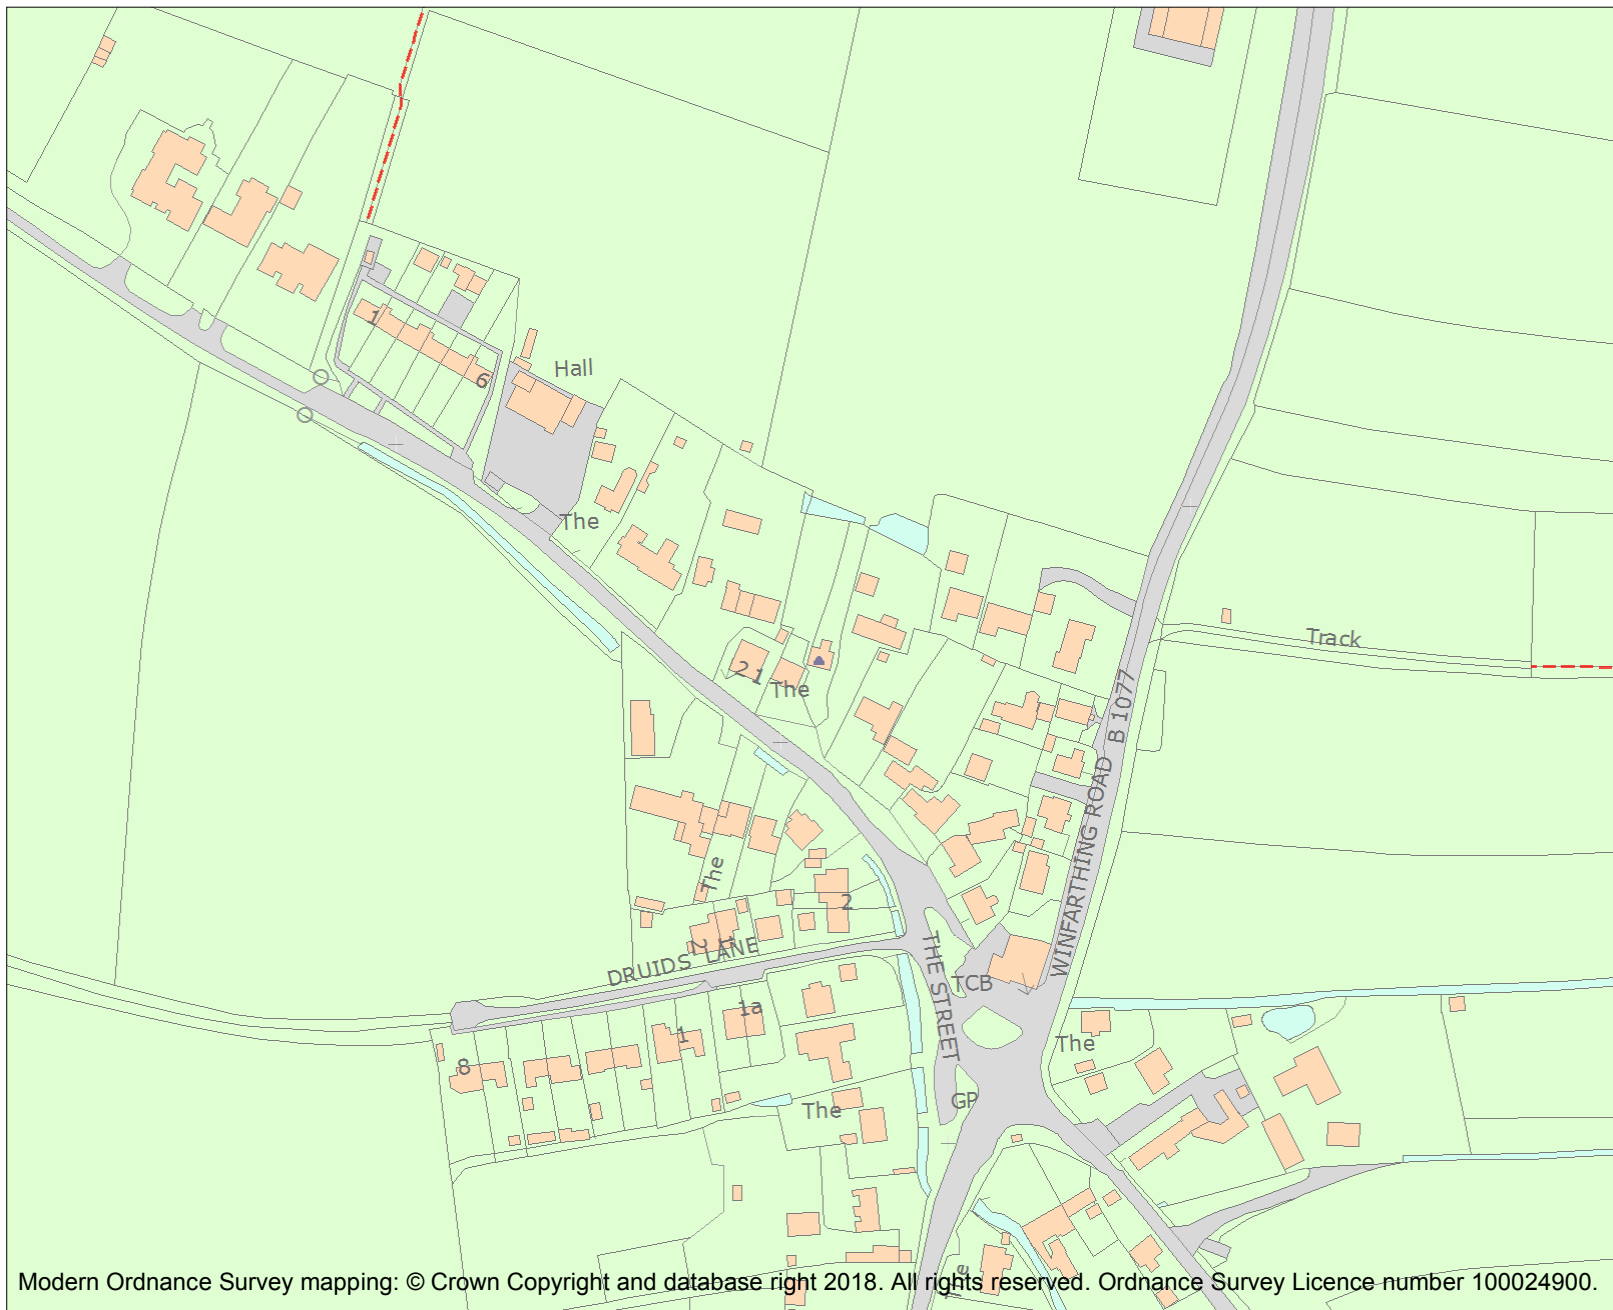 1
6
Hall
The
21
The
Track
WINFARTHING ROAD B 1077
The
2
2
1
DRUIDS' LANE
THE STREET
TCB
1a
1
8
The
GP
The
The
Modern Ordnance Survey mapping: © Crown Copyright and database right 2018. All rights reserved. Ordnance Survey Licence number 100024900.